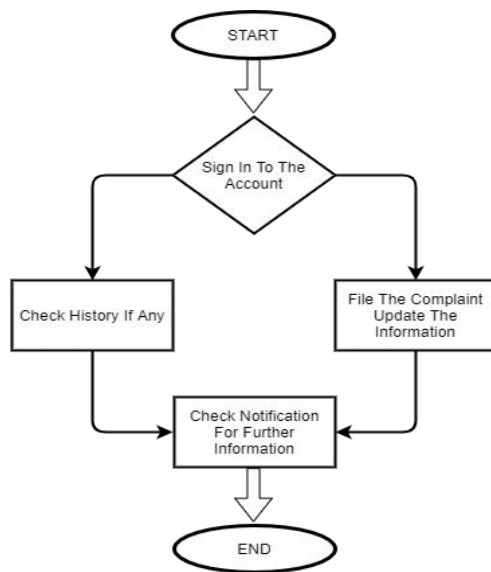 START
Sign In To The
Account
Check History If Any
File The Complaint
Update The
Information
Check Notification
For Further
Information
END